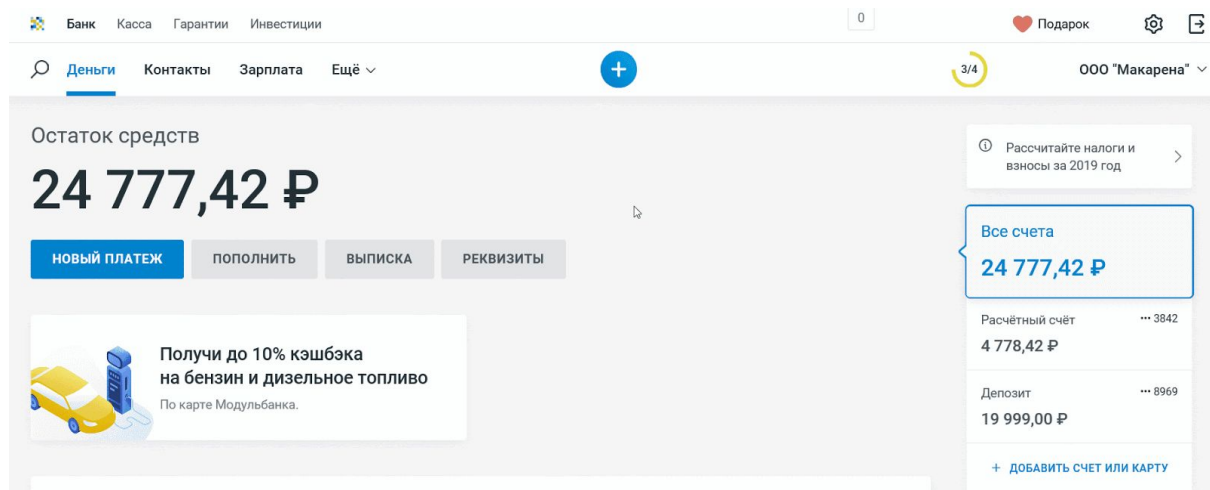 Банк Касса Гарантии Инвестиции 0 Подарок
Деньги Контакты Зарплата Ещё 3/4 ООО "Макарена"
Остаток средств
24 777,42 ₽
НОВЫЙ ПЛАТЕЖ ПОПОЛНИТЬ ВЫПИСКА РЕКВИЗИТЫ
Получи до 10% кэшбэка
на бензин и дизельное топливо
По карте Модульбанка.
Рассчитайте налоги и
взносы за 2019 год
Все счета
24 777,42 ₽
Расчётный счёт ··· 3842
4 778,42 ₽
Депозит ··· 8969
19 999,00 ₽
+ ДОБАВИТЬ СЧЕТ ИЛИ КАРТУ